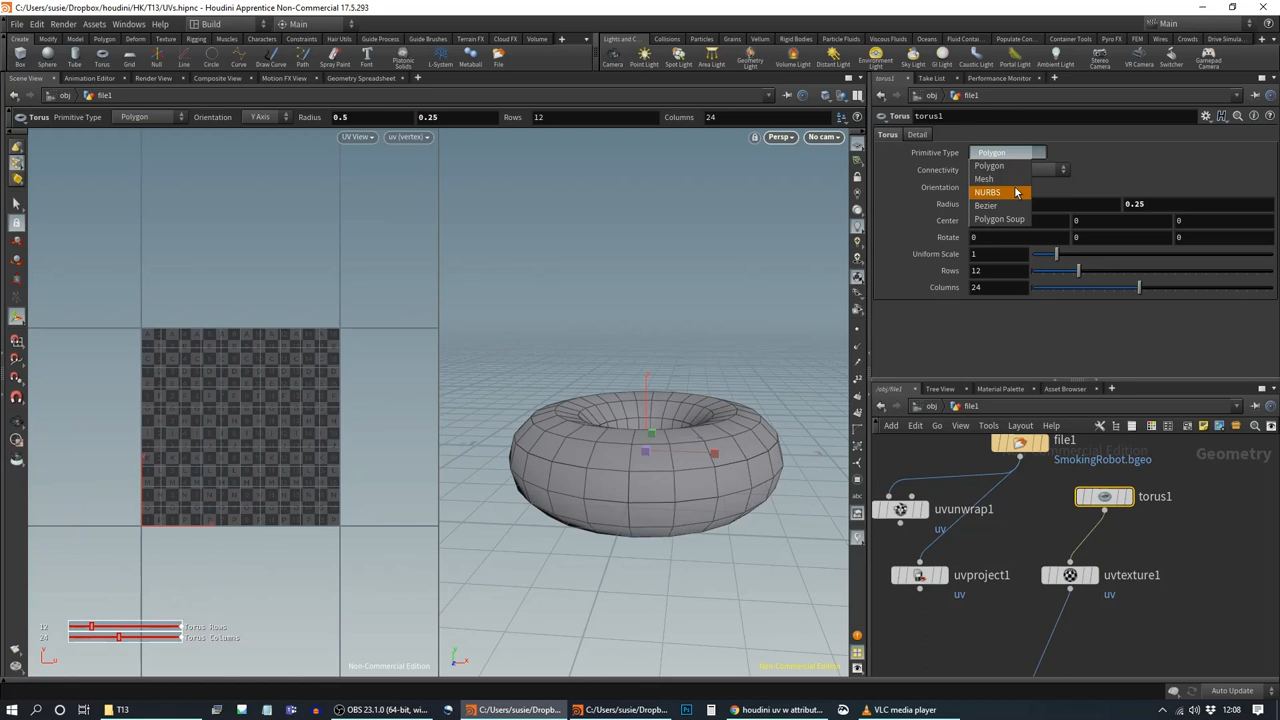 C:/Users/susie/Dropbox/houdini/HK/T13/UVs.hipnc - Houdini Apprentice Non-Commercial 17.5.293
File Edit Render Assets Windows Help Build Main Main
Create Modify Model Polygon Deform Texture Rigging Muscles Characters Constraints Hair Utils Guide Process Guide Brushes Terrain FX Cloud FX Volume
Lights and C... Collisions Particles Grains Vellum Rigid Bodies Particle Fluids Viscous Fluids Oceans Fluid Contai... Populate Con... Container Tools Pyro FX FEM Wires Crowds Drive Simula...
Box Sphere Tube Torus Grid Null Line Circle Curve Draw Curve Path Spray Paint Font Platonic Solids L-System Metaball File
Camera Point Light Spot Light Area Light Geometry Light Volume Light Distant Light Environment Light Sky Light GI Light Caustic Light Portal Light Ambient Light Stereo Camera VR Camera Switcher Gamepad Camera
Scene View Animation Editor Render View Composite View Motion FX View Geometry Spreadsheet
torus1 Take List Performance Monitor
obj file1
obj file1
Torus Primitive Type Polygon Orientation Y Axis Radius 0.5 0.25 Rows 12 Columns 24
Torus torus1
UV View uv (vertex)
Persp No cam
Torus Detail
Primitive Type Polygon
Polygon
Mesh
NURBS
Bezier
Polygon Soup
Connectivity
Orientation
Radius 0.25
Center 0 0
Rotate 0 0 0
Uniform Scale 1
Rows 12
Columns 24
/obj/file1 Tree View Material Palette Asset Browser
obj file1
Add Edit Go View Tools Layout Help
Geometry
file1
SmokingRobot.bgeo
torus1
uvunwrap1
uv
uvproject1
uv
uvtexture1
uv
abc
12 Torus Rows
24 Torus Columns
Non-Commercial Edition
Non-Commercial Edition
Auto Update
T13
OBS 23.1.0 (64-bit, w...
C:/Users/susie/Dropb...
C:/Users/susie/Dropb...
houdini uv w attribut...
VLC media player
12:08